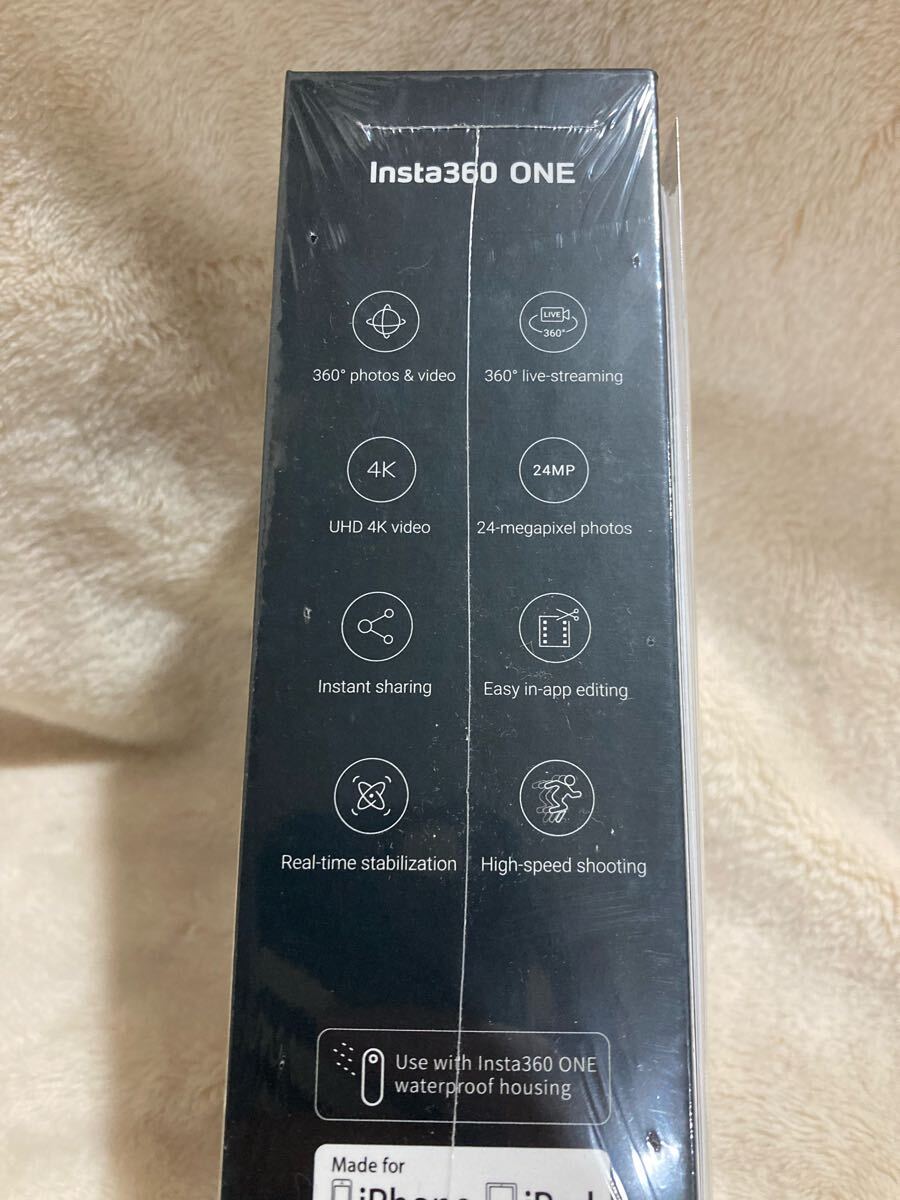 Insta360 ONE
LIVE
360°
360° photos & video
360° live-streaming
4K
24MP
UHD 4K video
24-megapixel photos
Instant sharing
Easy in-app editing
Real-time stabilization
High-speed shooting
Use with Insta360 ONE
waterproof housing
Made for
iPhone iPad